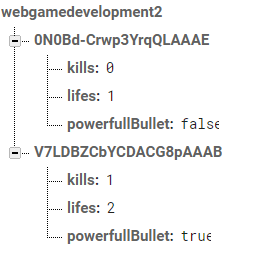 webgamedevelopment2
0N0Bd-Crwp3YrqQLAAAE
kills: 0
lifes: 1
powerfullBullet: false
V7LDBZCbYCDACG8pAAAB
kills: 1
lifes: 2
powerfullBullet: true